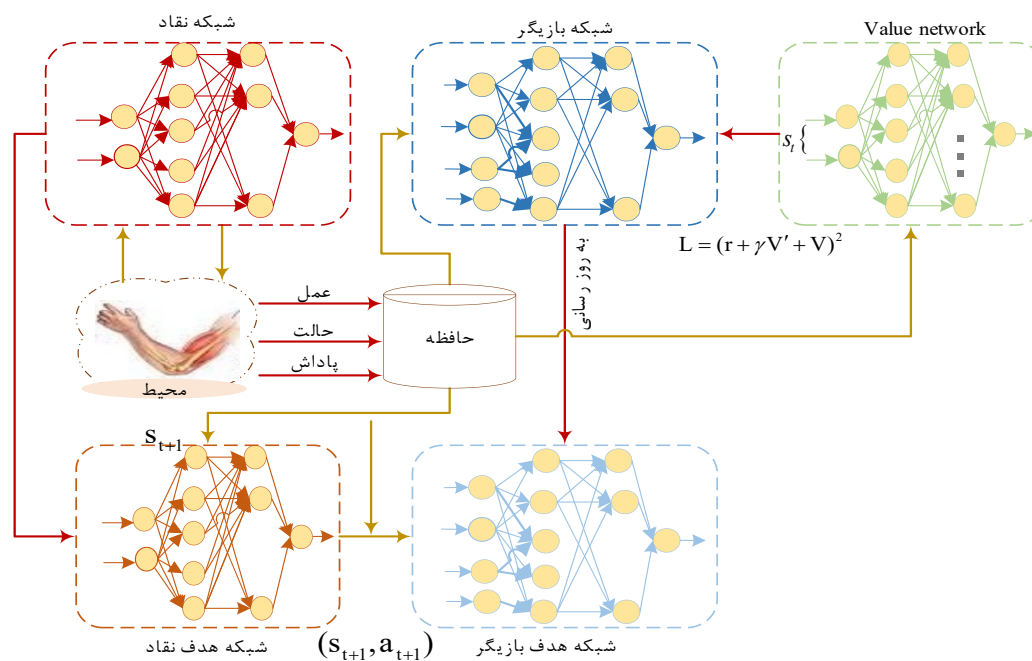 شبکه نقاد
شبکه بازیگر
Value network
s_t {
L = (r + γV′ + V)²
به روز رسانی
عمل
حالت
پاداش
حافظه
محیط
s_{t+1}
شبکه هدف نقاد
(s_{t+1}, a_{t+1})
شبکه هدف بازیگر